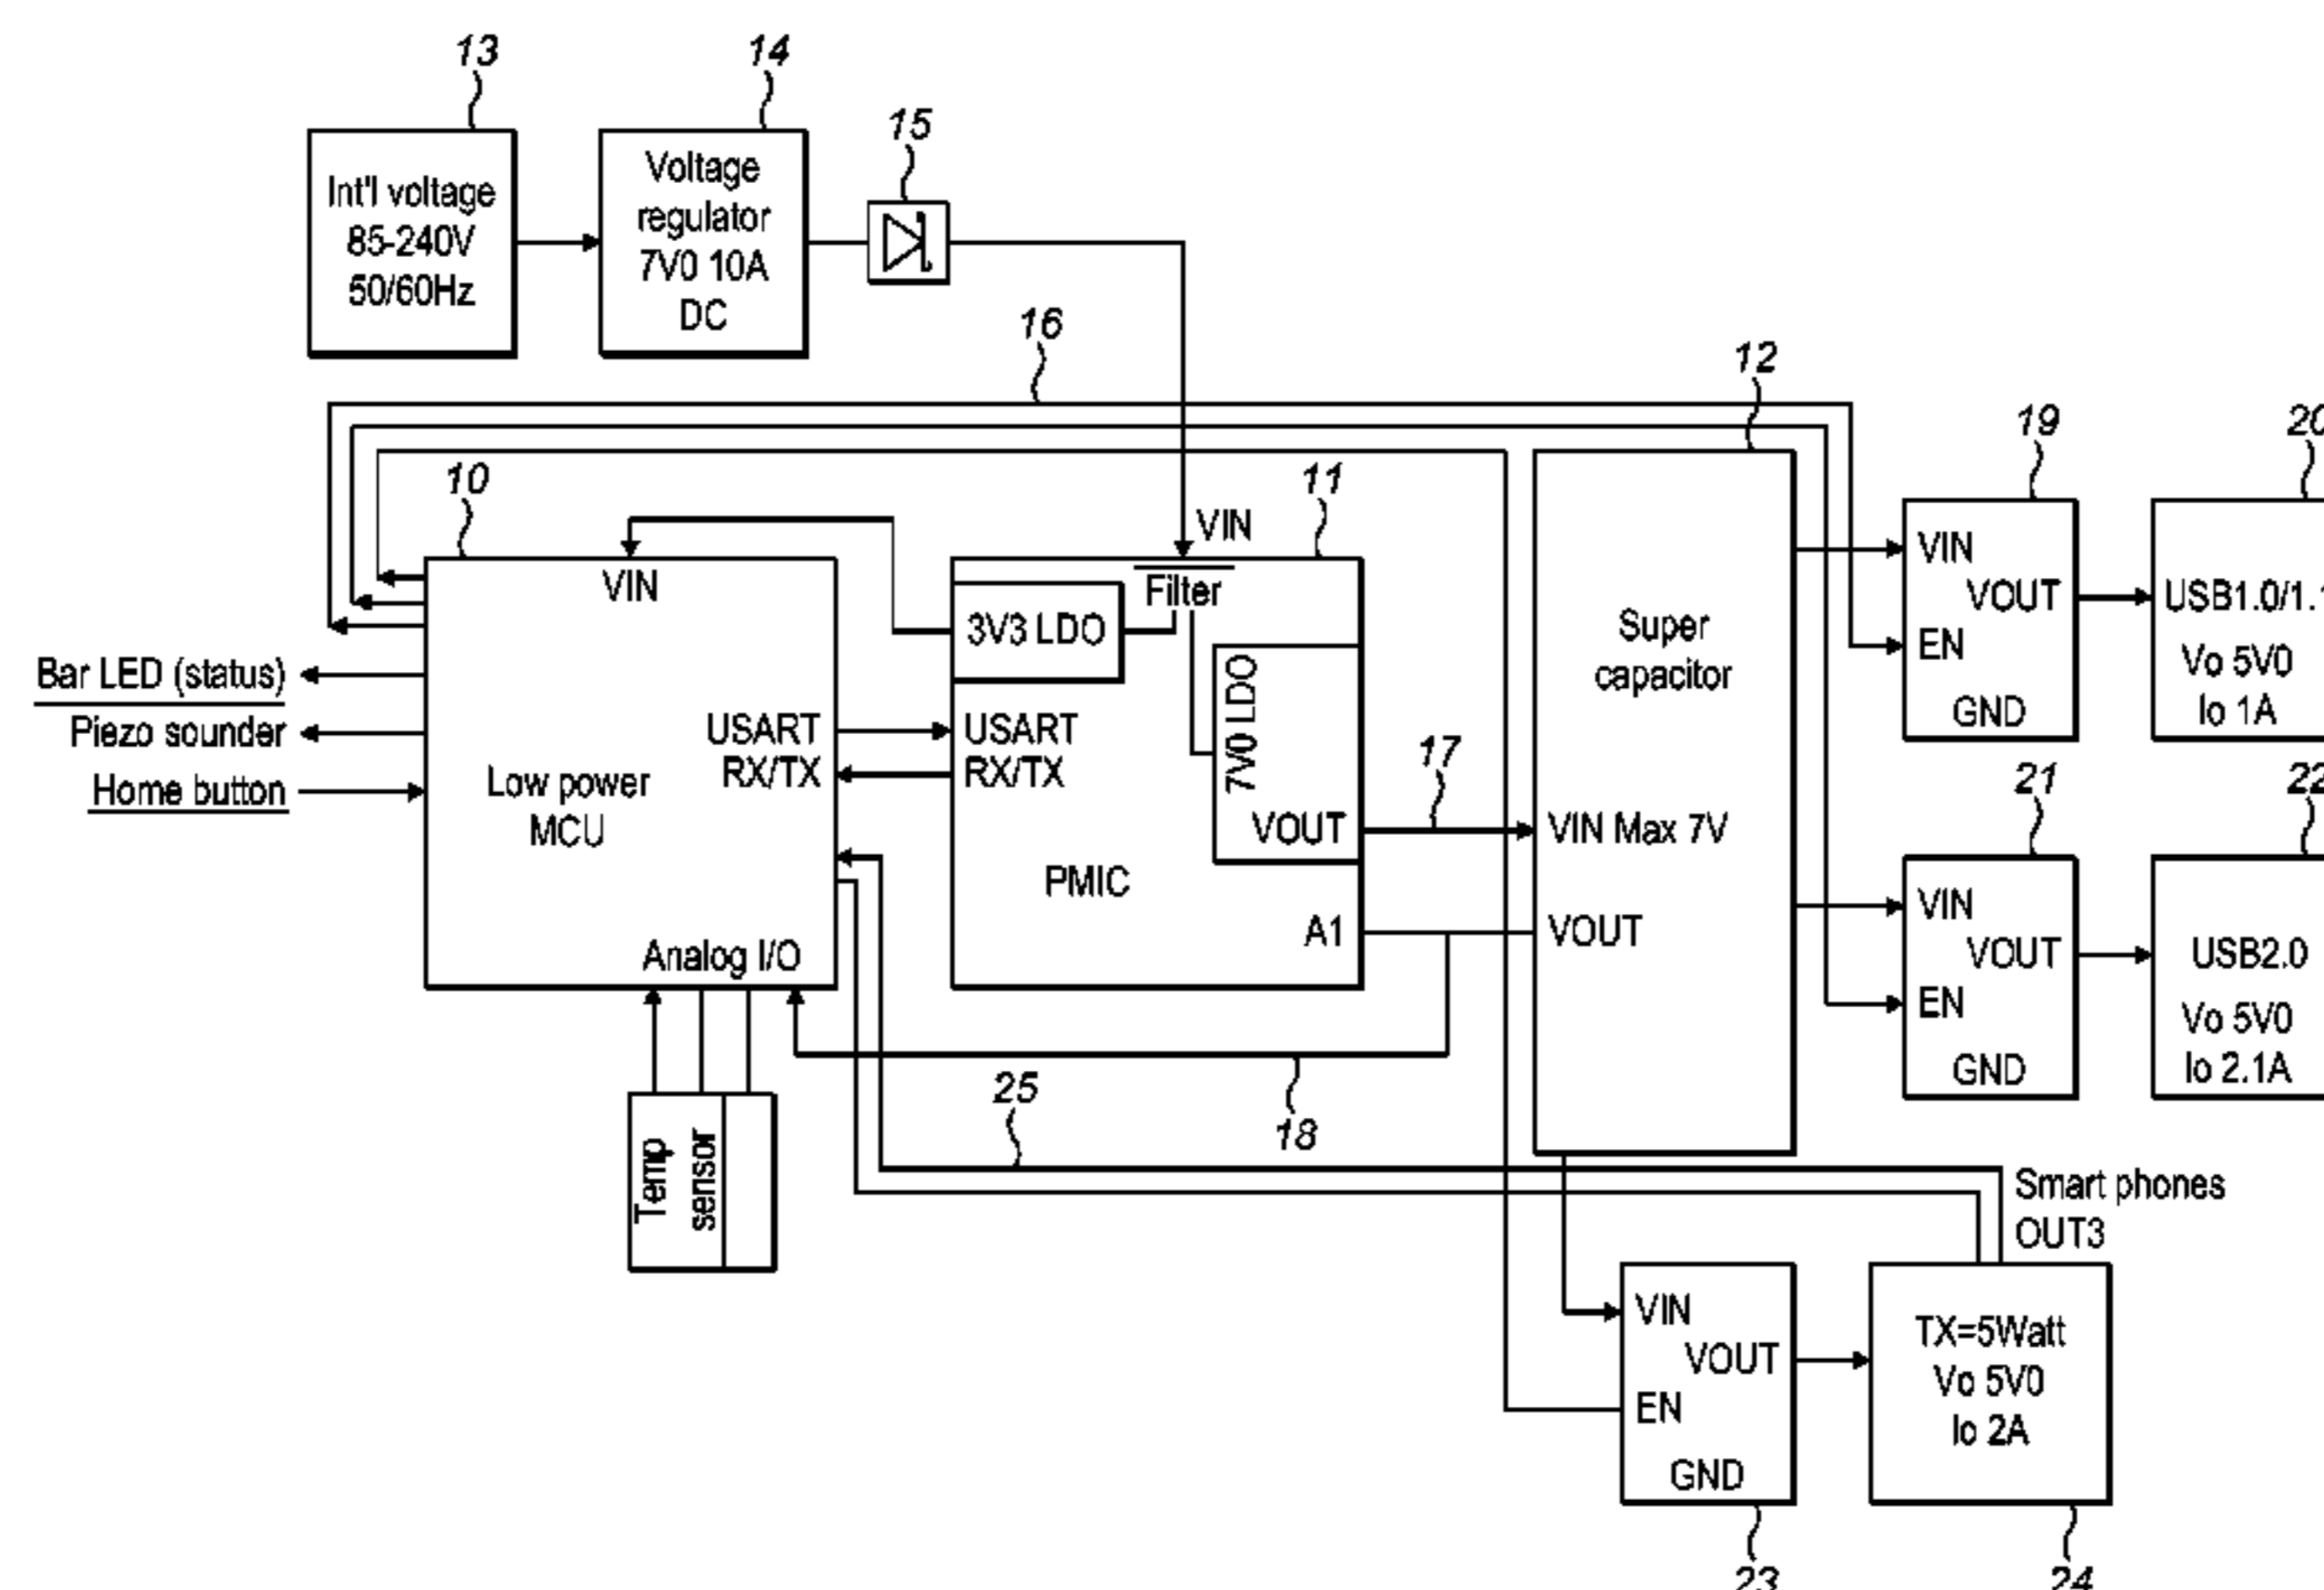 13
14
15
Int'l voltage
85-240V
50/60Hz
Voltage
regulator
7V0 10A
DC
16
12
19
20
10
11
VIN
VIN
Filter
3V3 LDO
7V0 LDO
Bar LED (status)
Piezo sounder
Home button
Low power
MCU
USART
RX/TX
USART
RX/TX
VOUT
PMIC
A1
Analog I/O
17
Super
capacitor
VIN Max 7V
VOUT
VIN
VOUT
EN
GND
USB1.0/1.1
Vo 5V0
Io 1A
21
22
VIN
VOUT
EN
GND
USB2.0
Vo 5V0
Io 2.1A
Temp
sensor
25
18
Smart phones
OUT3
VIN
VOUT
EN
GND
TX=5Watt
Vo 5V0
Io 2A
23
24